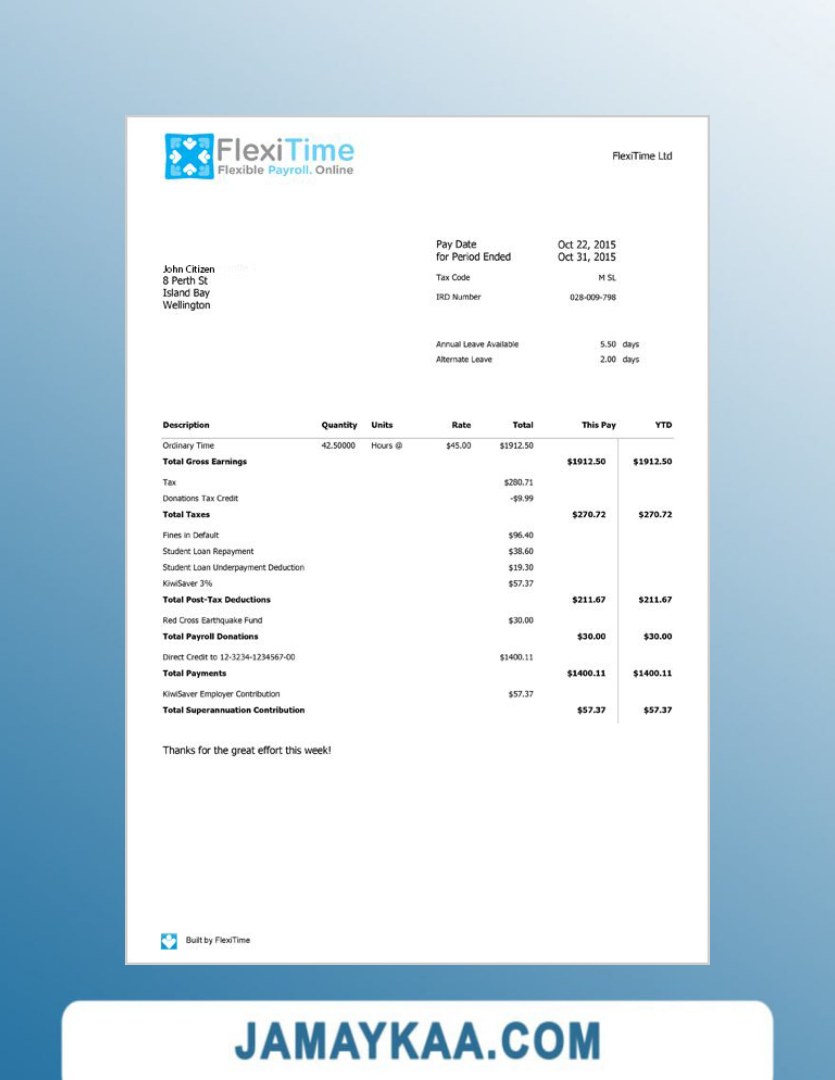 FlexiTime
Flexible Payroll. Online
FlexiTime Ltd
Pay Date Oct 22, 2015
for Period Ended Oct 31, 2015
John Citizen
8 Perth St
Island Bay
Wellington
Tax Code M SL
IRD Number 028-009-798
Annual Leave Available 5.50 days
Alternate Leave 2.00 days
Description Quantity Units Rate Total This Pay YTD
Ordinary Time 42.50000 Hours @ $45.00 $1912.50
Total Gross Earnings $1912.50 $1912.50
Tax $280.71
Donations Tax Credit -$9.99
Total Taxes $270.72 $270.72
Fines in Default $96.40
Student Loan Repayment $38.60
Student Loan Underpayment Deduction $19.30
KiwiSaver 3% $57.37
Total Post-Tax Deductions $211.67 $211.67
Red Cross Earthquake Fund $30.00
Total Payroll Donations $30.00 $30.00
Direct Credit to 12-3234-1234567-00 $1400.11
Total Payments $1400.11 $1400.11
KiwiSaver Employer Contribution $57.37
Total Superannuation Contribution $57.37 $57.37
Thanks for the great effort this week!
Built by FlexiTime
JAMAYKAA.COM